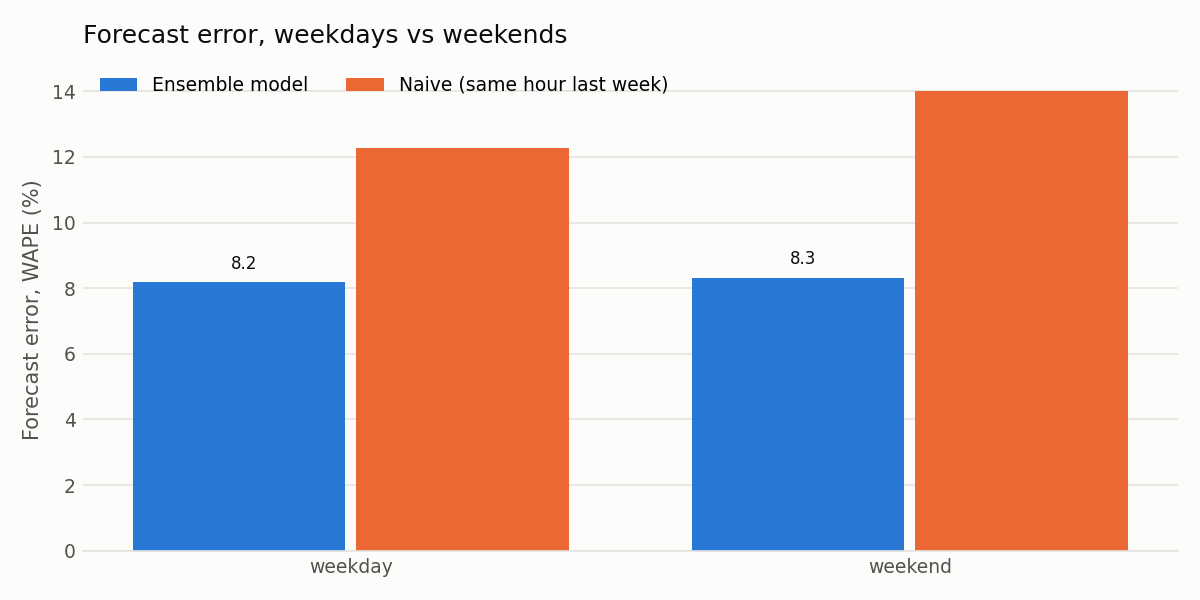 Forecast error, weekdays vs weekends
Ensemble model
Naive (same hour last week)
14
12
10
8
6
4
2
0
Forecast error, WAPE (%)
8.2
8.3
weekday
weekend